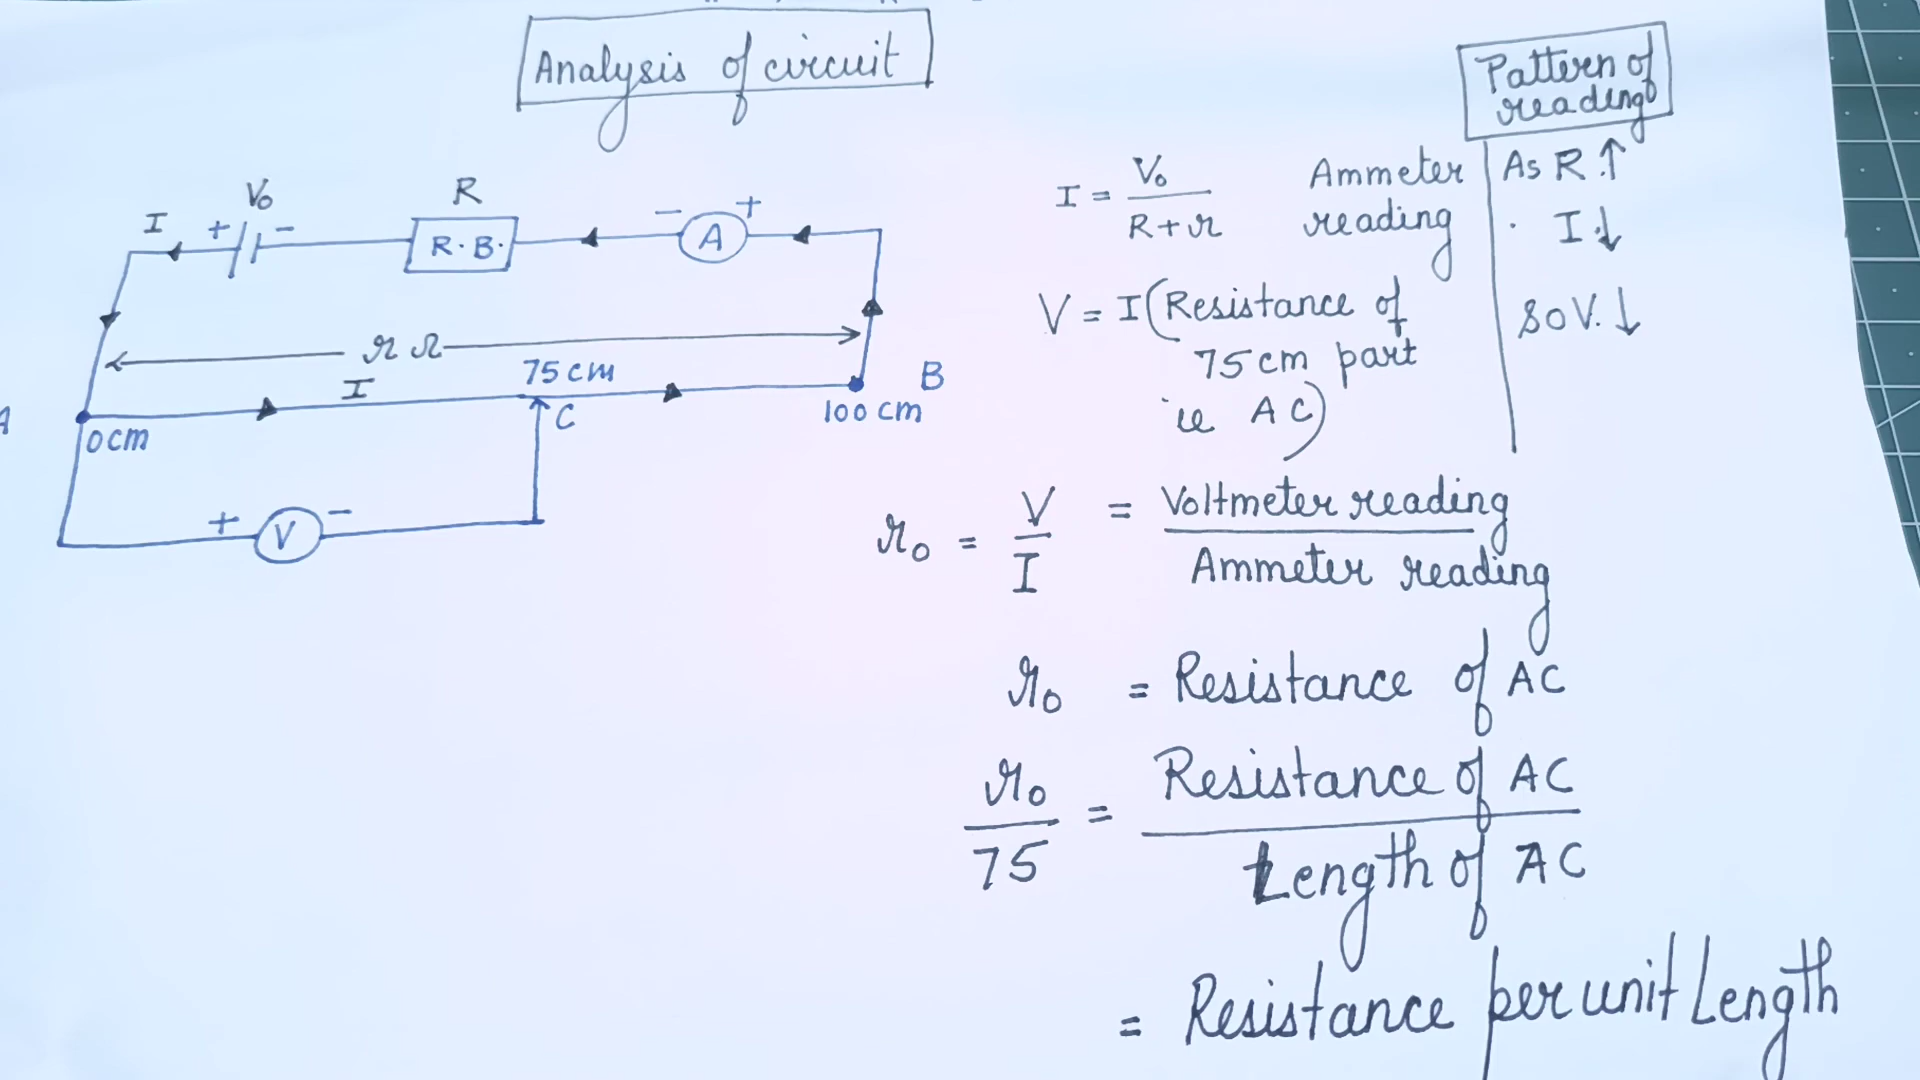 Analysis of circuit
Pattern of
reading
I = V₀ / R + r
Ammeter
reading
As R ↑
I ↓
V = I (Resistance of
75 cm part
ie AC)
so V. ↓
I
+ V₀ -
R
R.B.
- A +
r Ω
I
75 cm
C
A
0 cm
B
100 cm
+ V -
r₀ = V / I = Voltmeter reading / Ammeter reading
r₀ = Resistance of AC
r₀ / 75 = Resistance of AC / Length of AC
= Resistance per unit Length